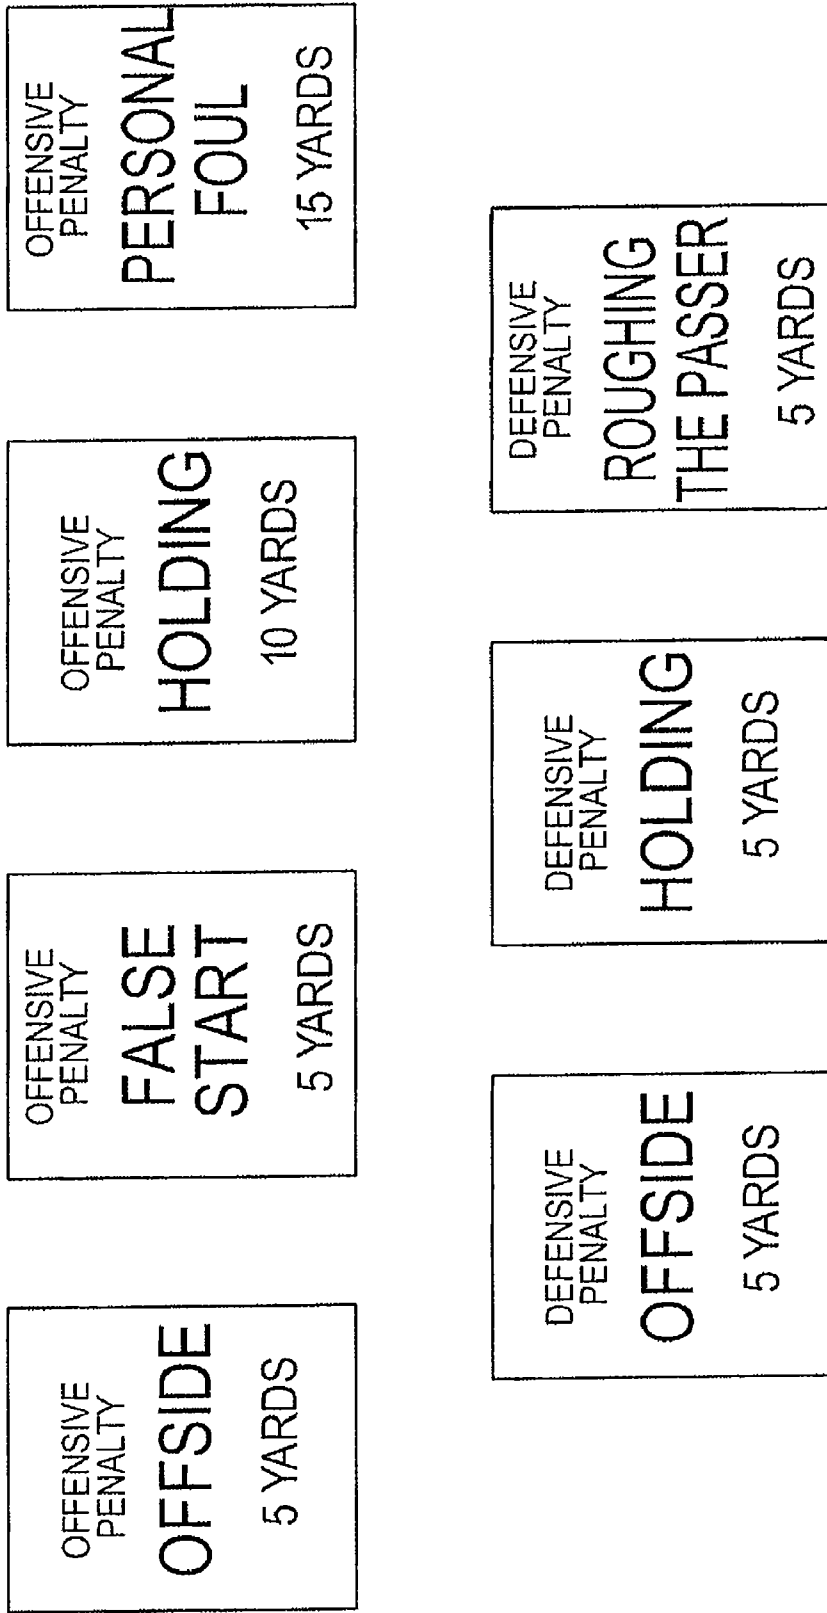 OFFENSIVE
PENALTY
OFFSIDE
5 YARDS
OFFENSIVE
PENALTY
FALSE
START
5 YARDS
OFFENSIVE
PENALTY
HOLDING
10 YARDS
OFFENSIVE
PENALTY
PERSONAL
FOUL
15 YARDS
DEFENSIVE
PENALTY
OFFSIDE
5 YARDS
DEFENSIVE
PENALTY
HOLDING
5 YARDS
DEFENSIVE
PENALTY
ROUGHING
THE PASSER
5 YARDS